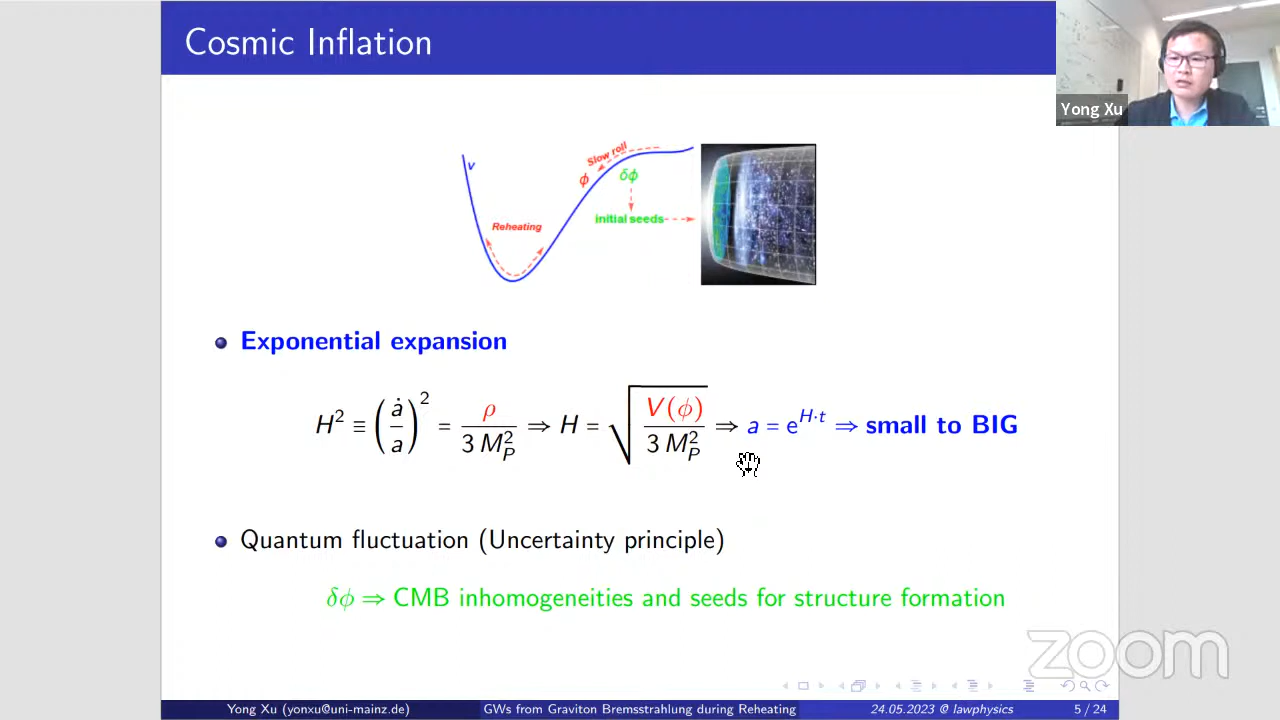 Cosmic Inflation
Yong Xu
V
Slow roll
ϕ
δϕ
initial seeds
Reheating
Exponential expansion
H² ≡ (ȧ/a)² = ρ/(3 M_P²) ⇒ H = √(V(ϕ)/(3 M_P²)) ⇒ a = e^{H·t} ⇒ small to BIG
Quantum fluctuation (Uncertainty principle)
δϕ ⇒ CMB inhomogeneities and seeds for structure formation
zoom
Yong Xu (yonxu@uni-mainz.de) GWs from Graviton Bremsstrahlung during Reheating 24.05.2023 @ lawphysics 5 / 24